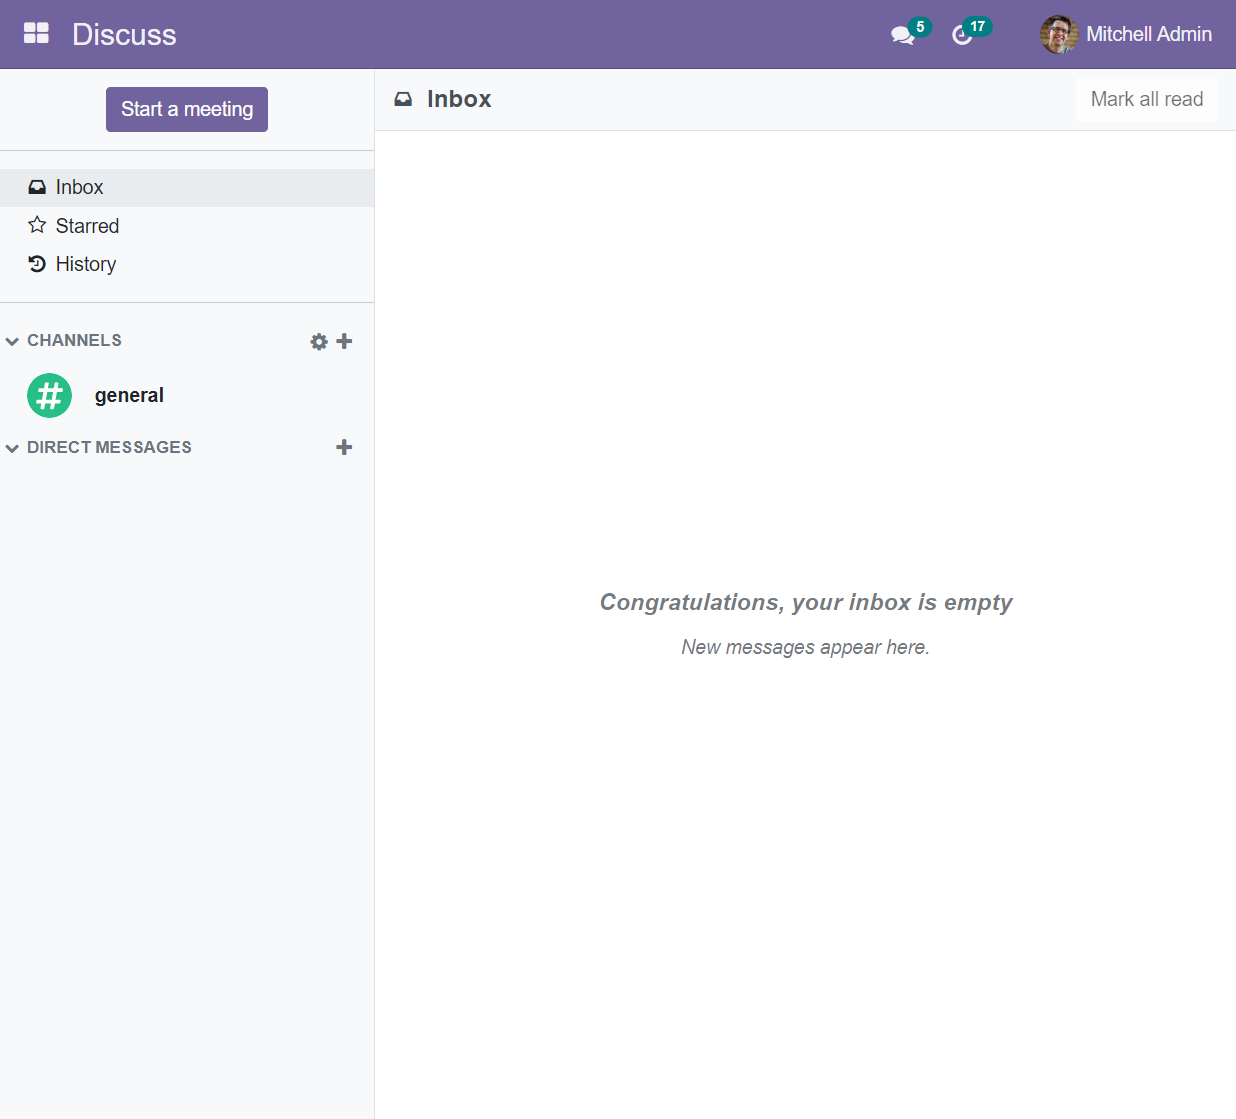 Discuss
5
17
Mitchell Admin
Start a meeting
Inbox
Mark all read
Inbox
Starred
History
CHANNELS
general
DIRECT MESSAGES
Congratulations, your inbox is empty
New messages appear here.